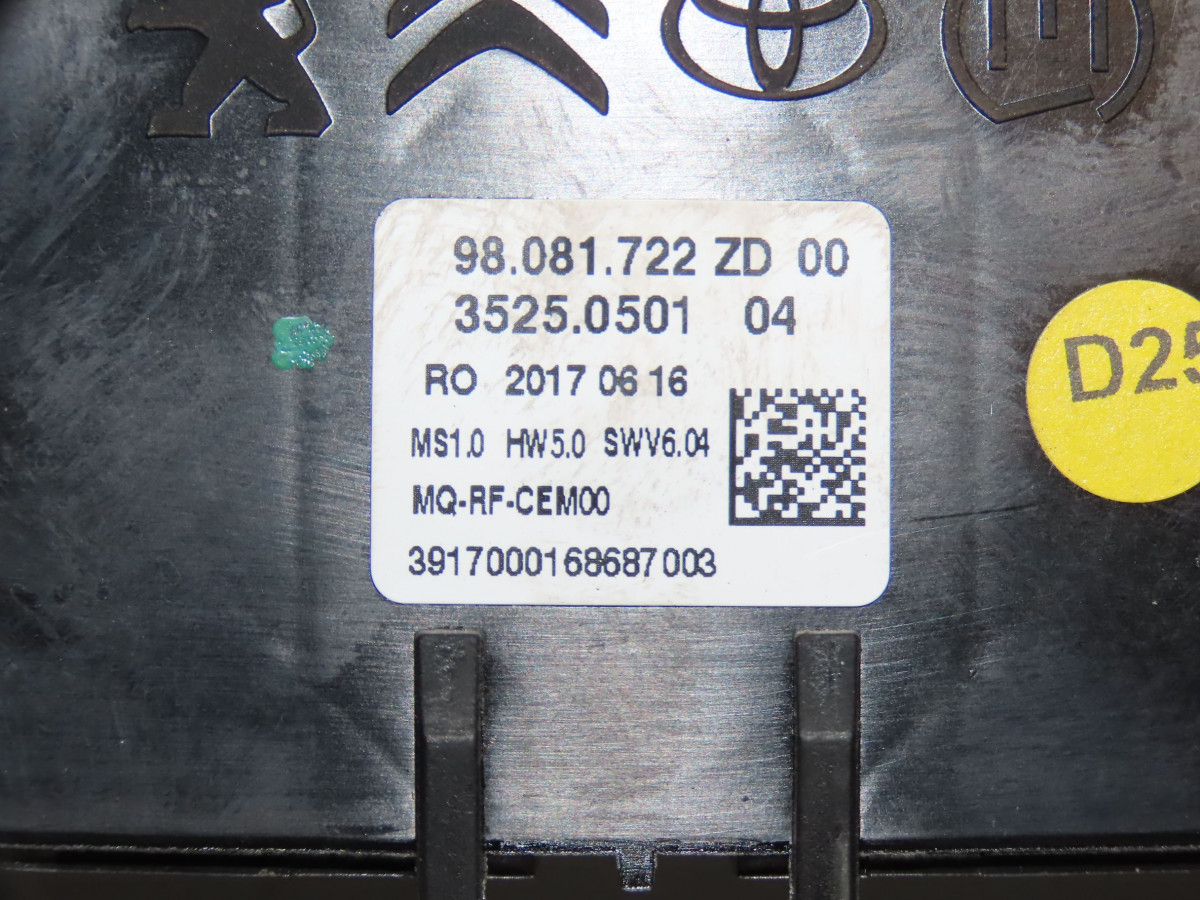 98.081.722 ZD 00
3525.0501 04
RO 2017 06 16
MS1.0 HW5.0 SWV6.04
MQ-RF-CEM00
3917000168687003
D25